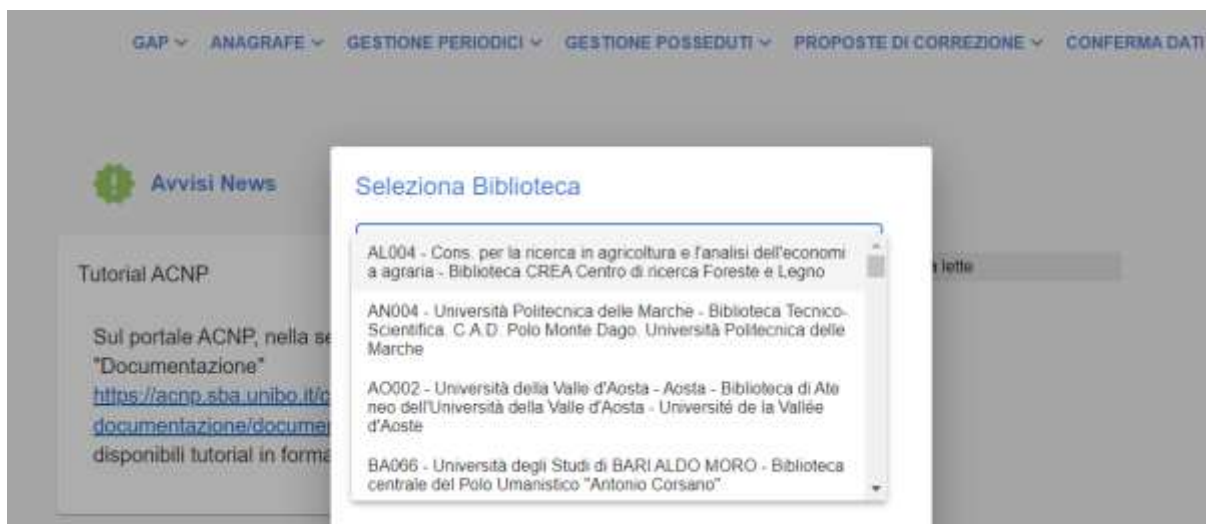 GAP ANAGRAFE GESTIONE PERIODICI GESTIONE POSSEDUTI PROPOSTE DI CORREZIONE CONFERMA DATI
Avvisi News
Tutorial ACNP
Sul portale ACNP, nella se
"Documentazione"
https://acnp.sba.unibo.it/c
documentazione/documen
disponibili tutorial in forma
Seleziona Biblioteca
AL004 - Cons. per la ricerca in agricoltura e l'analisi dell'economi
a agraria - Biblioteca CREA Centro di ricerca Foreste e Legno
AN004 - Università Politecnica delle Marche - Biblioteca Tecnico-
Scientifica. C.A.D. Polo Monte Dago. Università Politecnica delle
Marche
AO002 - Università della Valle d'Aosta - Aosta - Biblioteca di Ate
neo dell'Università della Valle d'Aosta - Université de la Vallée
d'Aoste
BA066 - Università degli Studi di BARI ALDO MORO - Biblioteca
centrale del Polo Umanistico "Antonio Corsano"
lette